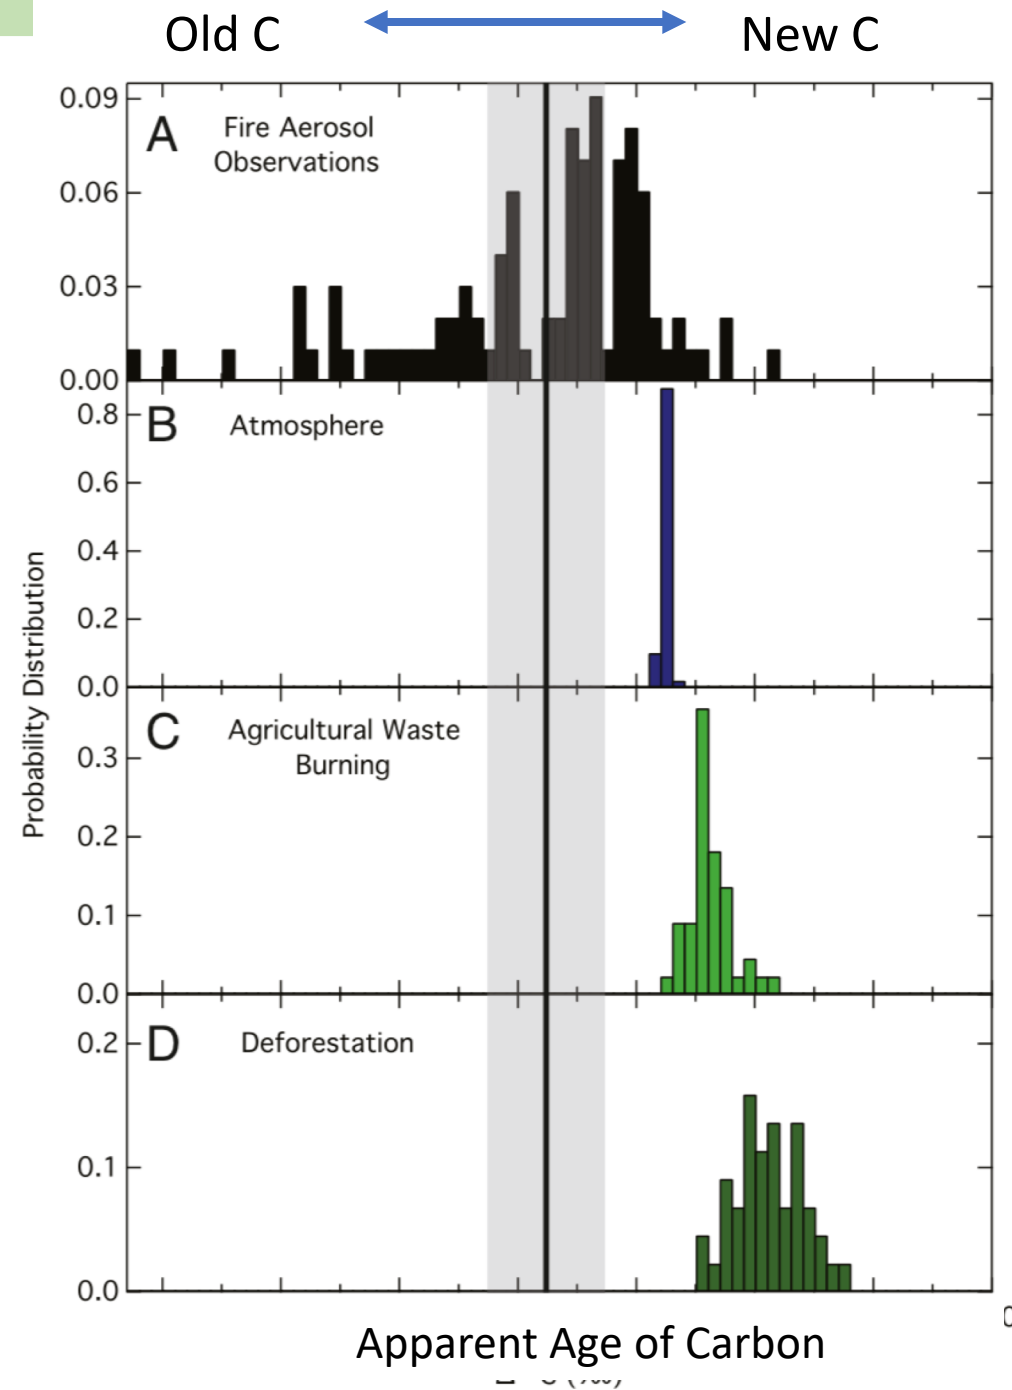 Old C
New C
A
Fire Aerosol
Observations
0.09
0.06
0.03
0.00
B
Atmosphere
0.8
0.6
0.4
0.2
0.0
Probability Distribution
C
Agricultural Waste
Burning
0.3
0.2
0.1
0.0
D
Deforestation
0.2
0.1
0.0
Apparent Age of Carbon